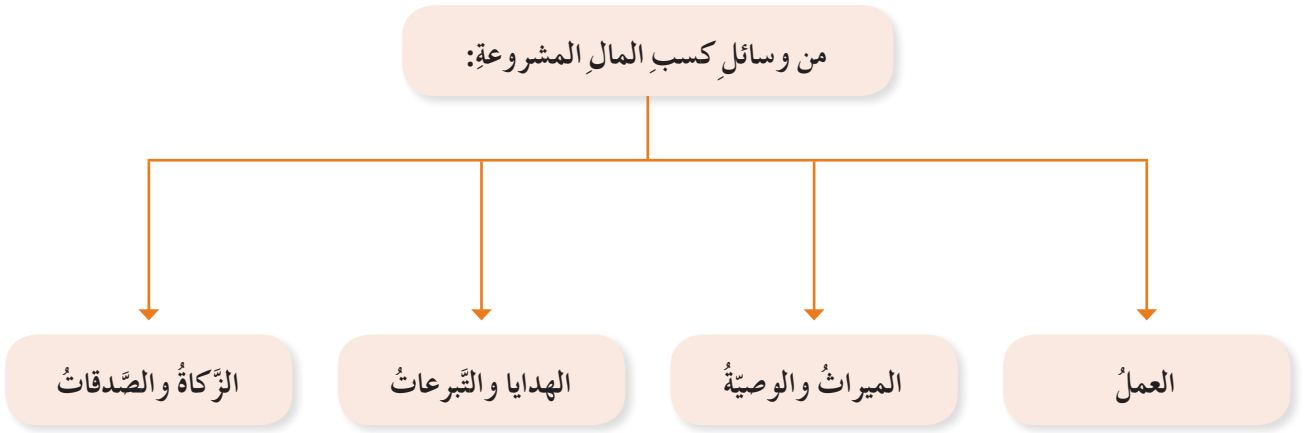 من وسائلِ كسبِ المالِ المشروعةِ:
العملُ
الميراثُ والوصيّةُ
الهدايا والتَّبرعاتُ
الزَّكاةُ والصَّدقاتُ